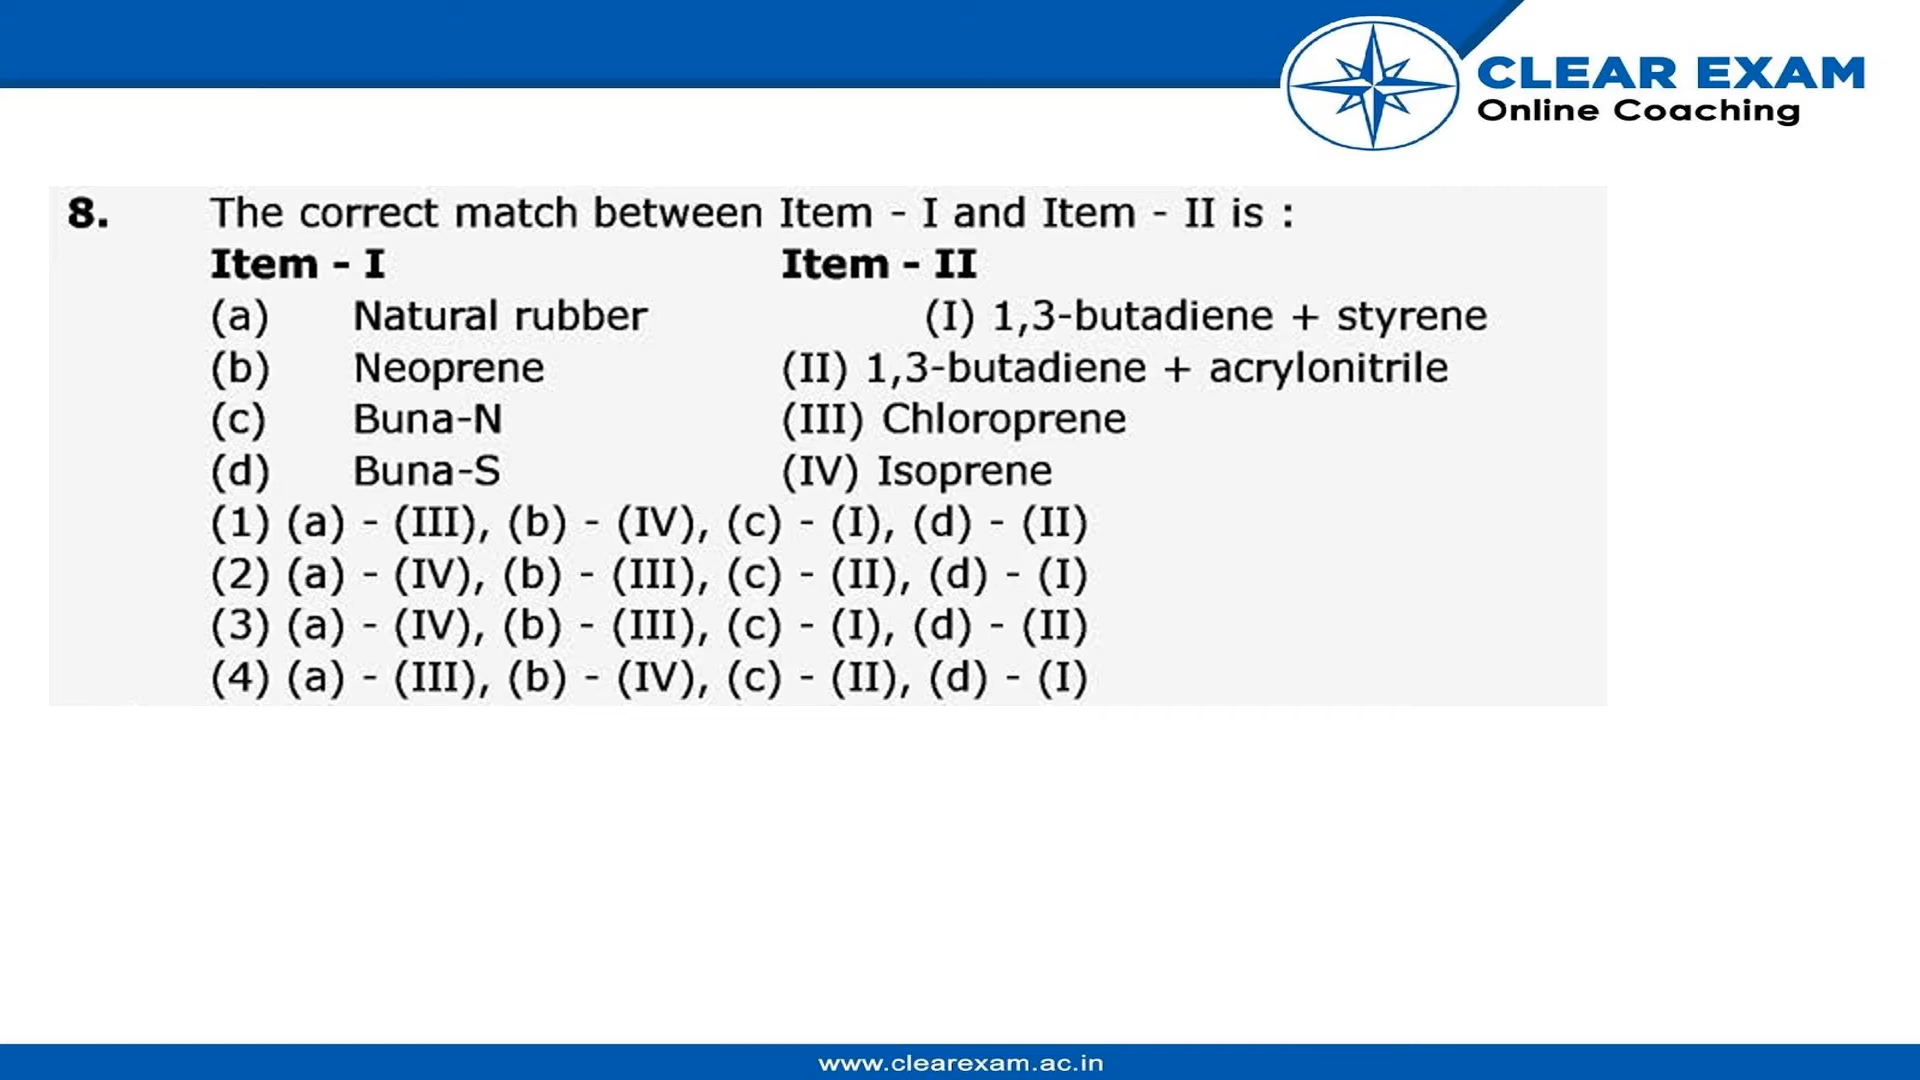 CLEAR EXAM
Online Coaching
8. The correct match between Item - I and Item - II is :
Item - I Item - II
(a) Natural rubber (I) 1,3-butadiene + styrene
(b) Neoprene (II) 1,3-butadiene + acrylonitrile
(c) Buna-N (III) Chloroprene
(d) Buna-S (IV) Isoprene
(1) (a) - (III), (b) - (IV), (c) - (I), (d) - (II)
(2) (a) - (IV), (b) - (III), (c) - (II), (d) - (I)
(3) (a) - (IV), (b) - (III), (c) - (I), (d) - (II)
(4) (a) - (III), (b) - (IV), (c) - (II), (d) - (I)
www.clearexam.ac.in